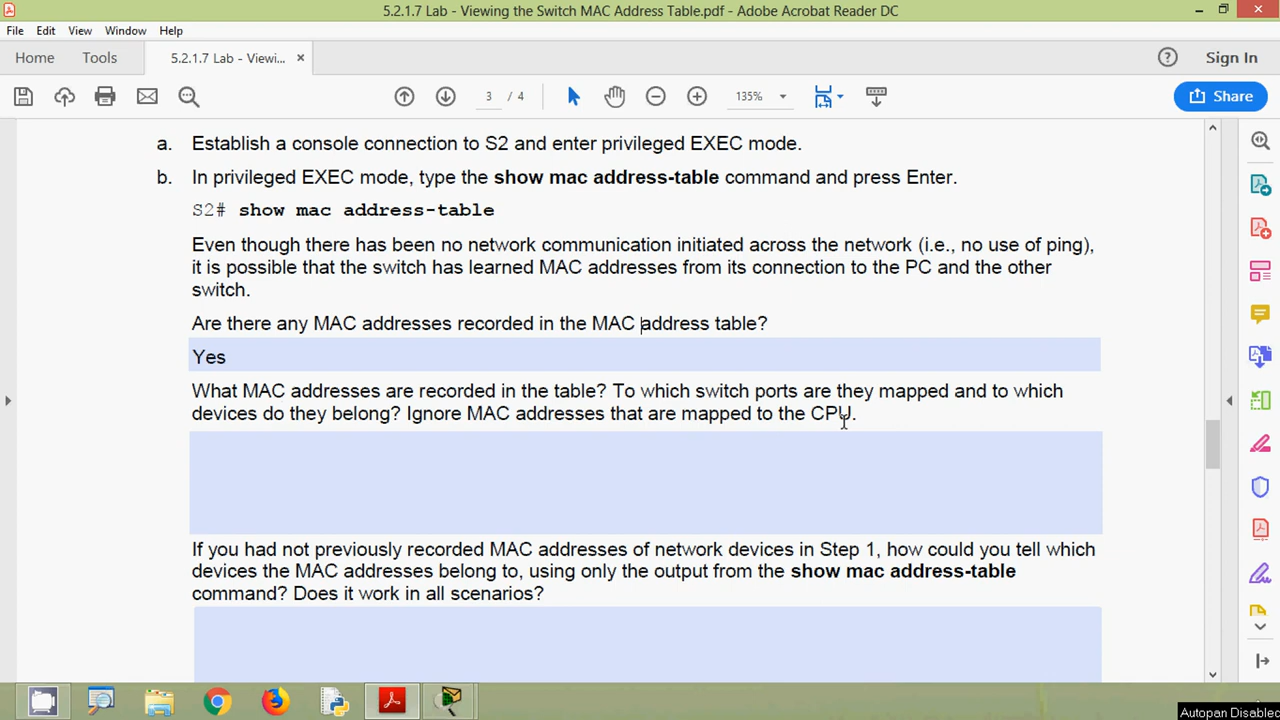 5.2.1.7 Lab - Viewing the Switch MAC Address Table.pdf - Adobe Acrobat Reader DC
File Edit View Window Help
Home Tools 5.2.1.7 Lab - Viewi... × Sign In
3 / 4 135% Share
a. Establish a console connection to S2 and enter privileged EXEC mode.
b. In privileged EXEC mode, type the show mac address-table command and press Enter.
S2# show mac address-table
Even though there has been no network communication initiated across the network (i.e., no use of ping),
it is possible that the switch has learned MAC addresses from its connection to the PC and the other
switch.
Are there any MAC addresses recorded in the MAC address table?
Yes
What MAC addresses are recorded in the table? To which switch ports are they mapped and to which
devices do they belong? Ignore MAC addresses that are mapped to the CPU.
If you had not previously recorded MAC addresses of network devices in Step 1, how could you tell which
devices the MAC addresses belong to, using only the output from the show mac address-table
command? Does it work in all scenarios?
Autopan Disabled